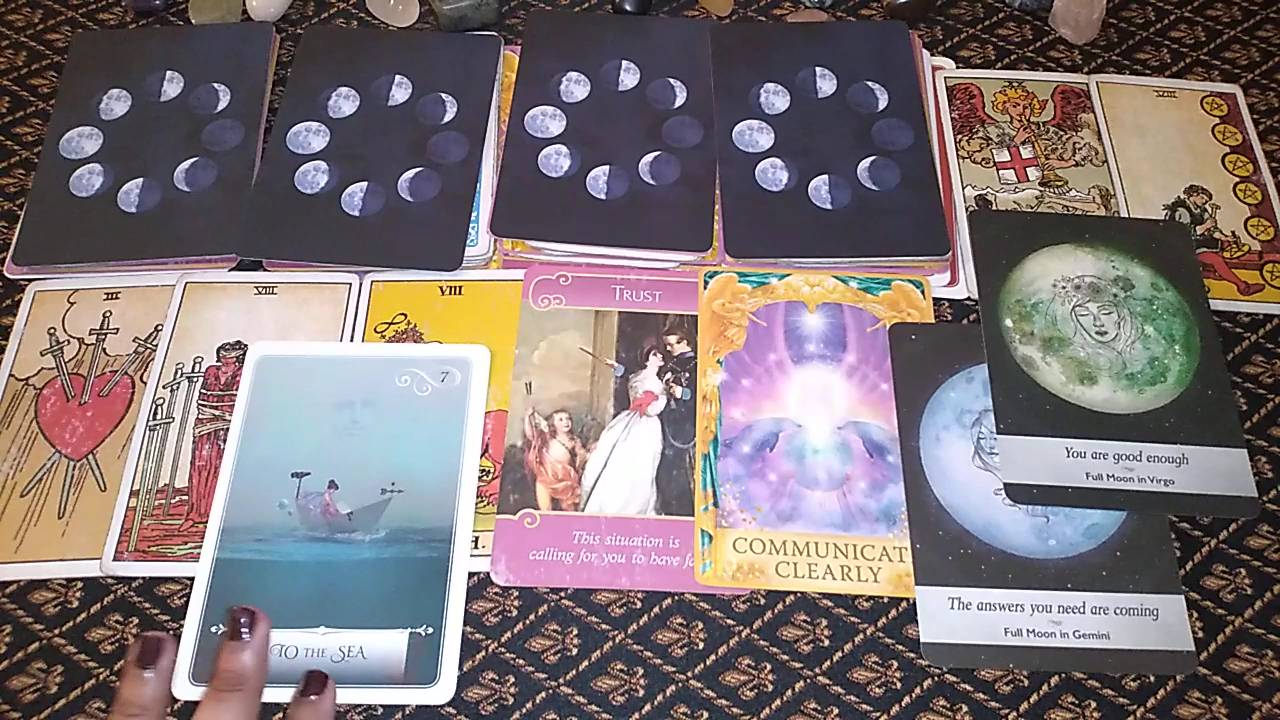 VIII
III
VIII
VIII
7
TO THE SEA
TRUST
This situation is
calling for you to have
COMMUNICAT
CLEARLY
You are good enough
Full Moon in Virgo
The answers you need are coming
Full Moon in Gemini